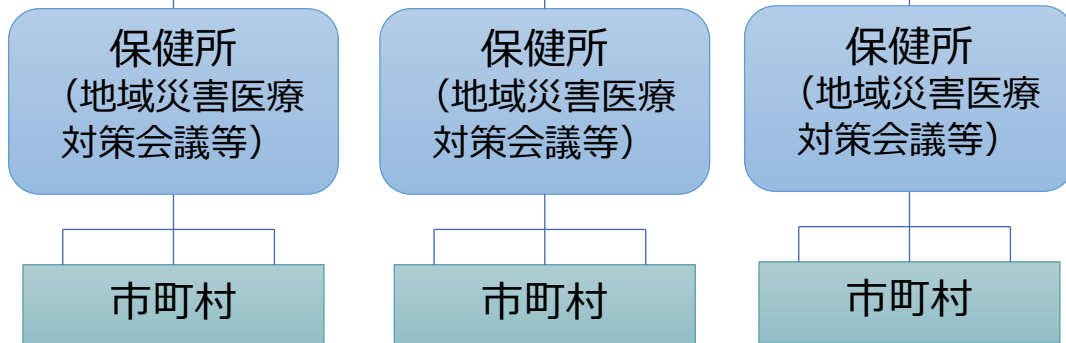 保健所
（地域災害医療
対策会議等）
保健所
（地域災害医療
対策会議等）
保健所
（地域災害医療
対策会議等）
市町村
市町村
市町村